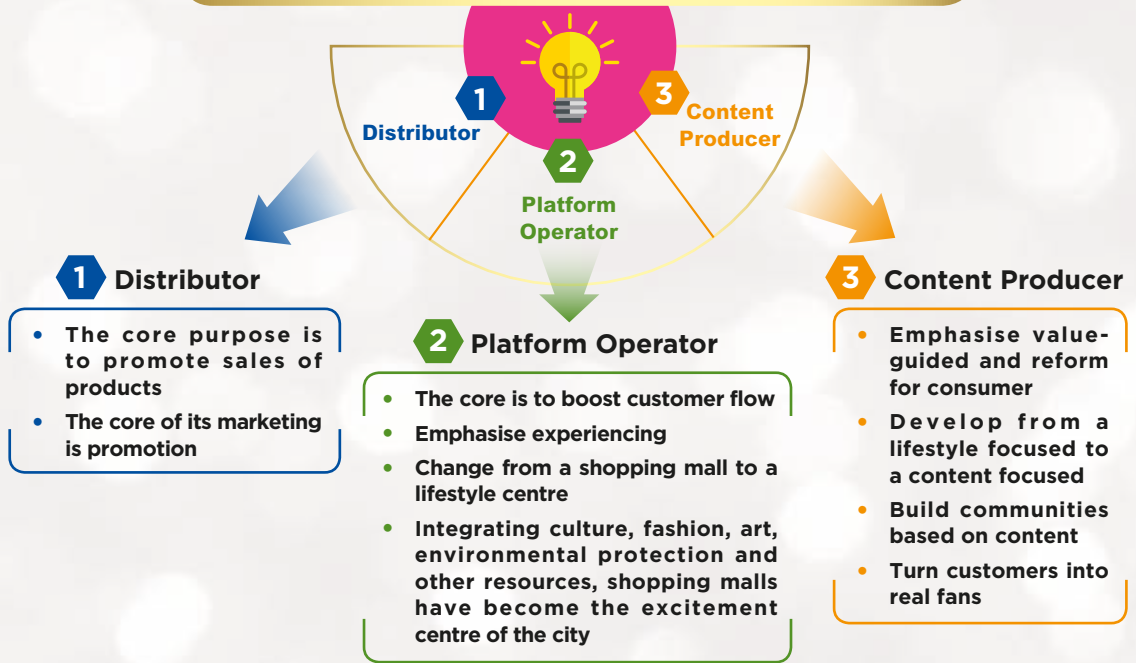 1
Distributor
2
Platform
Operator
3
Content
Producer
1 Distributor
• The core purpose is
to promote sales of
products
• The core of its marketing
is promotion
2 Platform Operator
• The core is to boost customer flow
• Emphasise experiencing
• Change from a shopping mall to a
lifestyle centre
• Integrating culture, fashion, art,
environmental protection and
other resources, shopping malls
have become the excitement
centre of the city
3 Content Producer
• Emphasise value-
guided and reform
for consumer
• Develop from a
lifestyle focused to
a content focused
• Build communities
based on content
• Turn customers into
real fans